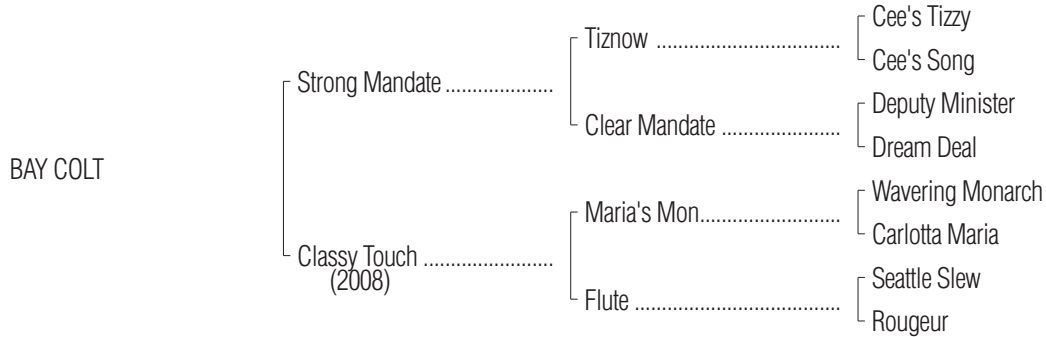 Cee's Tizzy
Tiznow ..........................................
Cee's Song
Strong Mandate ....................
Deputy Minister
Clear Mandate ...........................
Dream Deal
BAY COLT
Wavering Monarch
Maria's Mon................................
Carlotta Maria
Classy Touch ........................
(2008)
Seattle Slew
Flute ...............................................
Rougeur